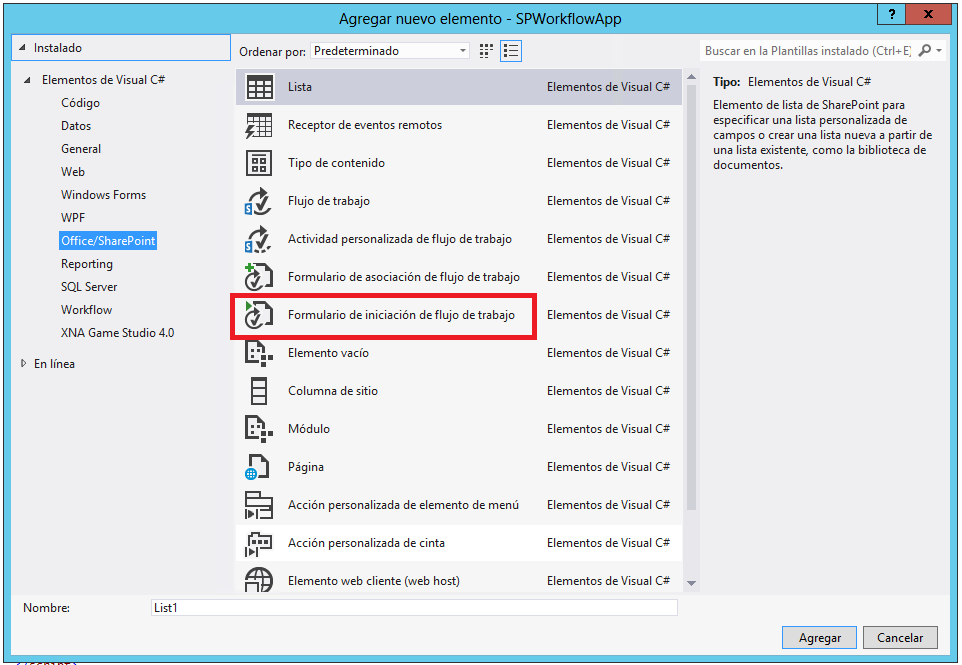 Agregar nuevo elemento - SPWorkflowApp
? x
Instalado
Ordenar por: Predeterminado
Buscar en la Plantillas instalado (Ctrl+E)
Elementos de Visual C#
Código
Datos
General
Web
Windows Forms
WPF
Office/SharePoint
Reporting
SQL Server
Workflow
XNA Game Studio 4.0
En línea
Lista Elementos de Visual C#
Receptor de eventos remotos Elementos de Visual C#
Tipo de contenido Elementos de Visual C#
Flujo de trabajo Elementos de Visual C#
Actividad personalizada de flujo de trabajo Elementos de Visual C#
Formulario de asociación de flujo de trabajo Elementos de Visual C#
Formulario de iniciación de flujo de trabajo Elementos de Visual C#
Elemento vacío Elementos de Visual C#
Columna de sitio Elementos de Visual C#
Módulo Elementos de Visual C#
Página Elementos de Visual C#
Acción personalizada de elemento de menú Elementos de Visual C#
Acción personalizada de cinta Elementos de Visual C#
Elemento web cliente (web host) Elementos de Visual C#
Tipo: Elementos de Visual C#
Elemento de lista de SharePoint para
especificar una lista personalizada de
campos o crear una lista nueva a partir de
una lista existente, como la biblioteca de
documentos.
Nombre: List1
Agregar Cancelar